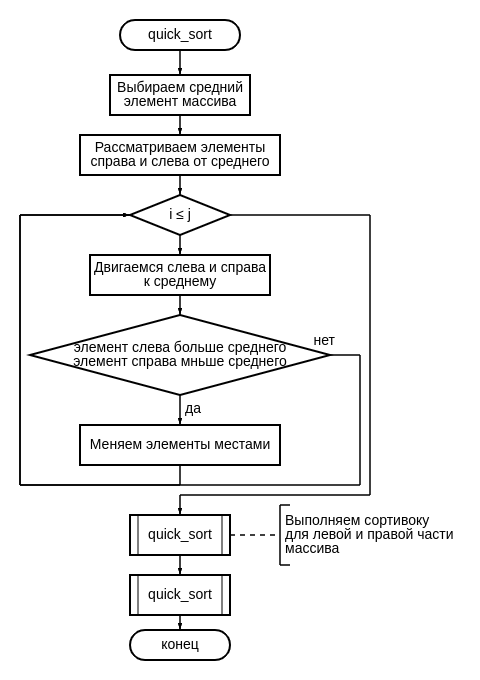 quick_sort
Выбираем средний
элемент массива
Рассматриваем элементы
справа и слева от среднего
i ≤ j
Двигаемся слева и справа
к среднему
элемент слева больше среднего
элемент справа мньше среднего
нет
да
Меняем элементы местами
quick_sort
Выполняем сортивоку
для левой и правой части
массива
quick_sort
конец